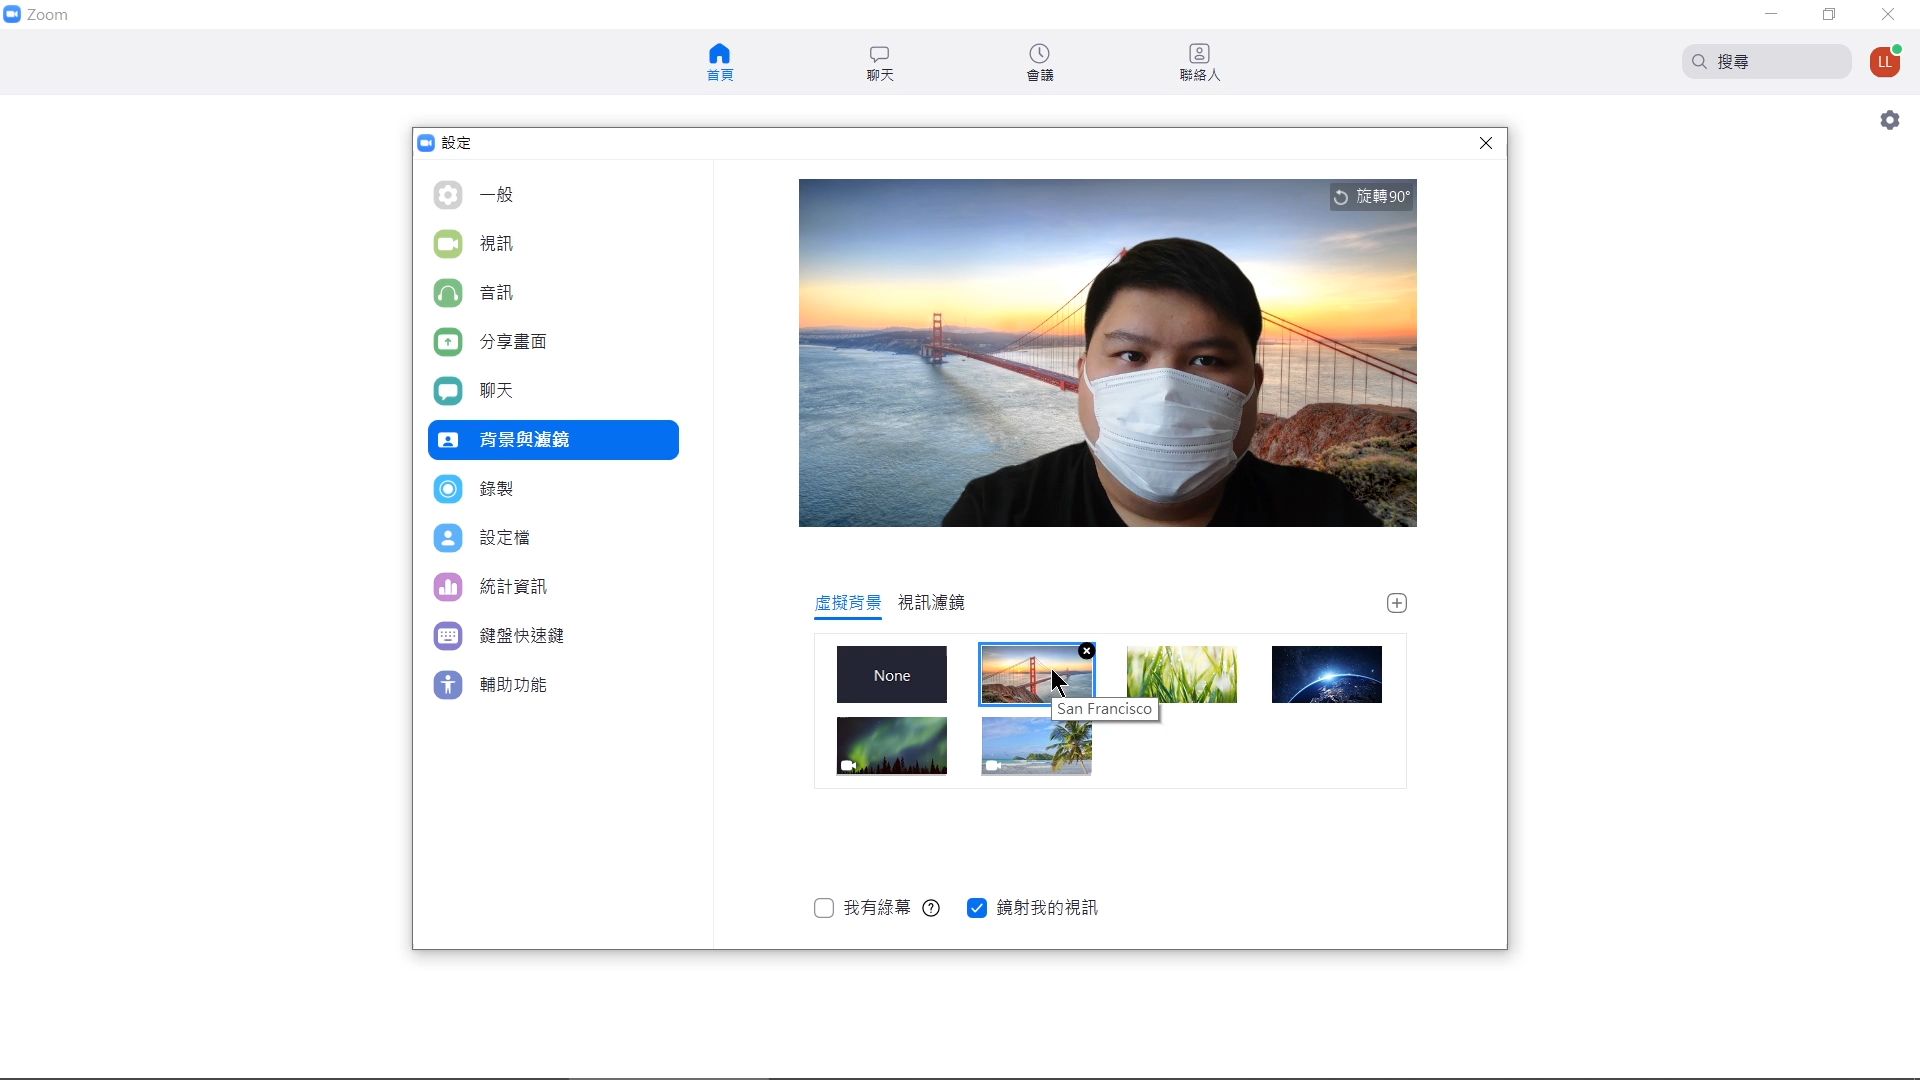 Zoom
首頁
聊天
會議
聯絡人
搜尋
LL
設定
一般
視訊
音訊
分享畫面
聊天
背景與濾鏡
錄製
設定檔
統計資訊
鍵盤快速鍵
輔助功能
旋轉90°
虛擬背景 視訊濾鏡
None
San Francisco
我有綠幕
鏡射我的視訊